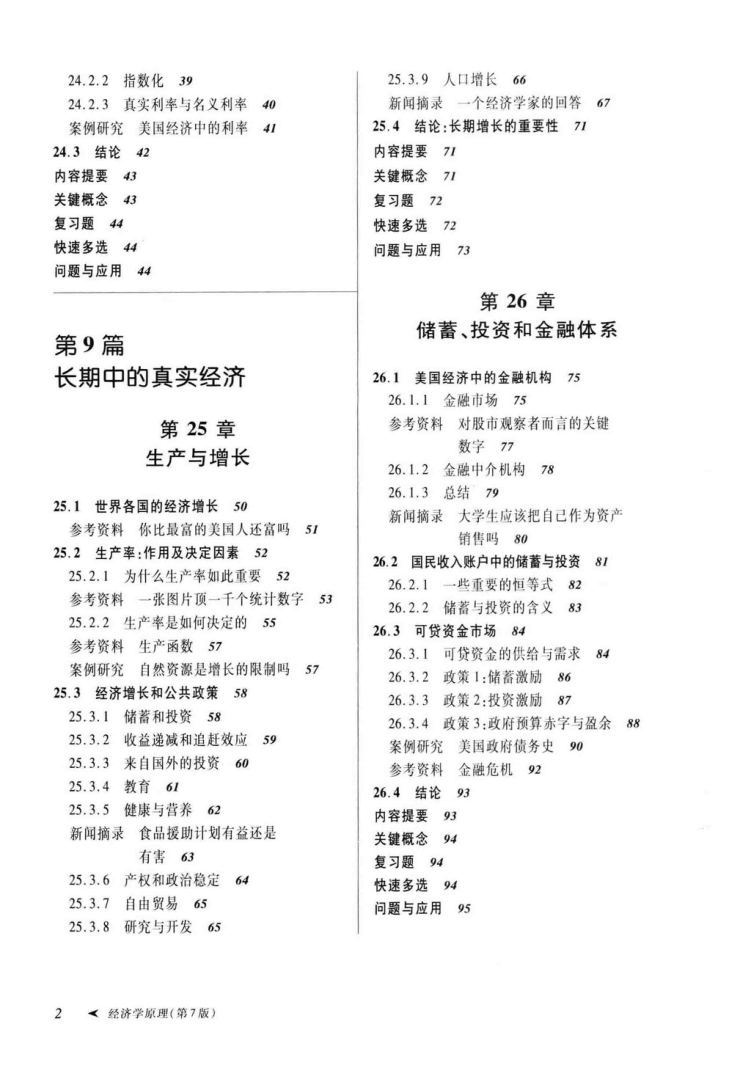 24.2.2 指数化 39
24.2.3 真实利率与名义利率 40
案例研究 美国经济中的利率 41
24.3 结论 42
内容提要 43
关键概念 43
复习题 44
快速多选 44
问题与应用 44
第 9 篇
长期中的真实经济
第 25 章
生产与增长
25.1 世界各国的经济增长 50
参考资料 你比最富的美国人还富吗 51
25.2 生产率:作用及决定因素 52
25.2.1 为什么生产率如此重要 52
参考资料 一张图片顶一千个统计数字 53
25.2.2 生产率是如何决定的 55
参考资料 生产函数 57
案例研究 自然资源是增长的限制吗 57
25.3 经济增长和公共政策 58
25.3.1 储蓄和投资 58
25.3.2 收益递减和追赶效应 59
25.3.3 来自国外的投资 60
25.3.4 教育 61
25.3.5 健康与营养 62
新闻摘录 食品援助计划有益还是
有害 63
25.3.6 产权和政治稳定 64
25.3.7 自由贸易 65
25.3.8 研究与开发 65
25.3.9 人口增长 66
新闻摘录 一个经济学家的回答 67
25.4 结论:长期增长的重要性 71
内容提要 71
关键概念 71
复习题 72
快速多选 72
问题与应用 73
第 26 章
储蓄、投资和金融体系
26.1 美国经济中的金融机构 75
26.1.1 金融市场 75
参考资料 对股市观察者而言的关键
数字 77
26.1.2 金融中介机构 78
26.1.3 总结 79
新闻摘录 大学生应该把自己作为资产
销售吗 80
26.2 国民收入账户中的储蓄与投资 81
26.2.1 一些重要的恒等式 82
26.2.2 储蓄与投资的含义 83
26.3 可贷资金市场 84
26.3.1 可贷资金的供给与需求 84
26.3.2 政策 1:储蓄激励 86
26.3.3 政策 2:投资激励 87
26.3.4 政策 3:政府预算赤字与盈余 88
案例研究 美国政府债务史 90
参考资料 金融危机 92
26.4 结论 93
内容提要 93
关键概念 94
复习题 94
快速多选 94
问题与应用 95
2 ◄ 经济学原理(第 7 版)